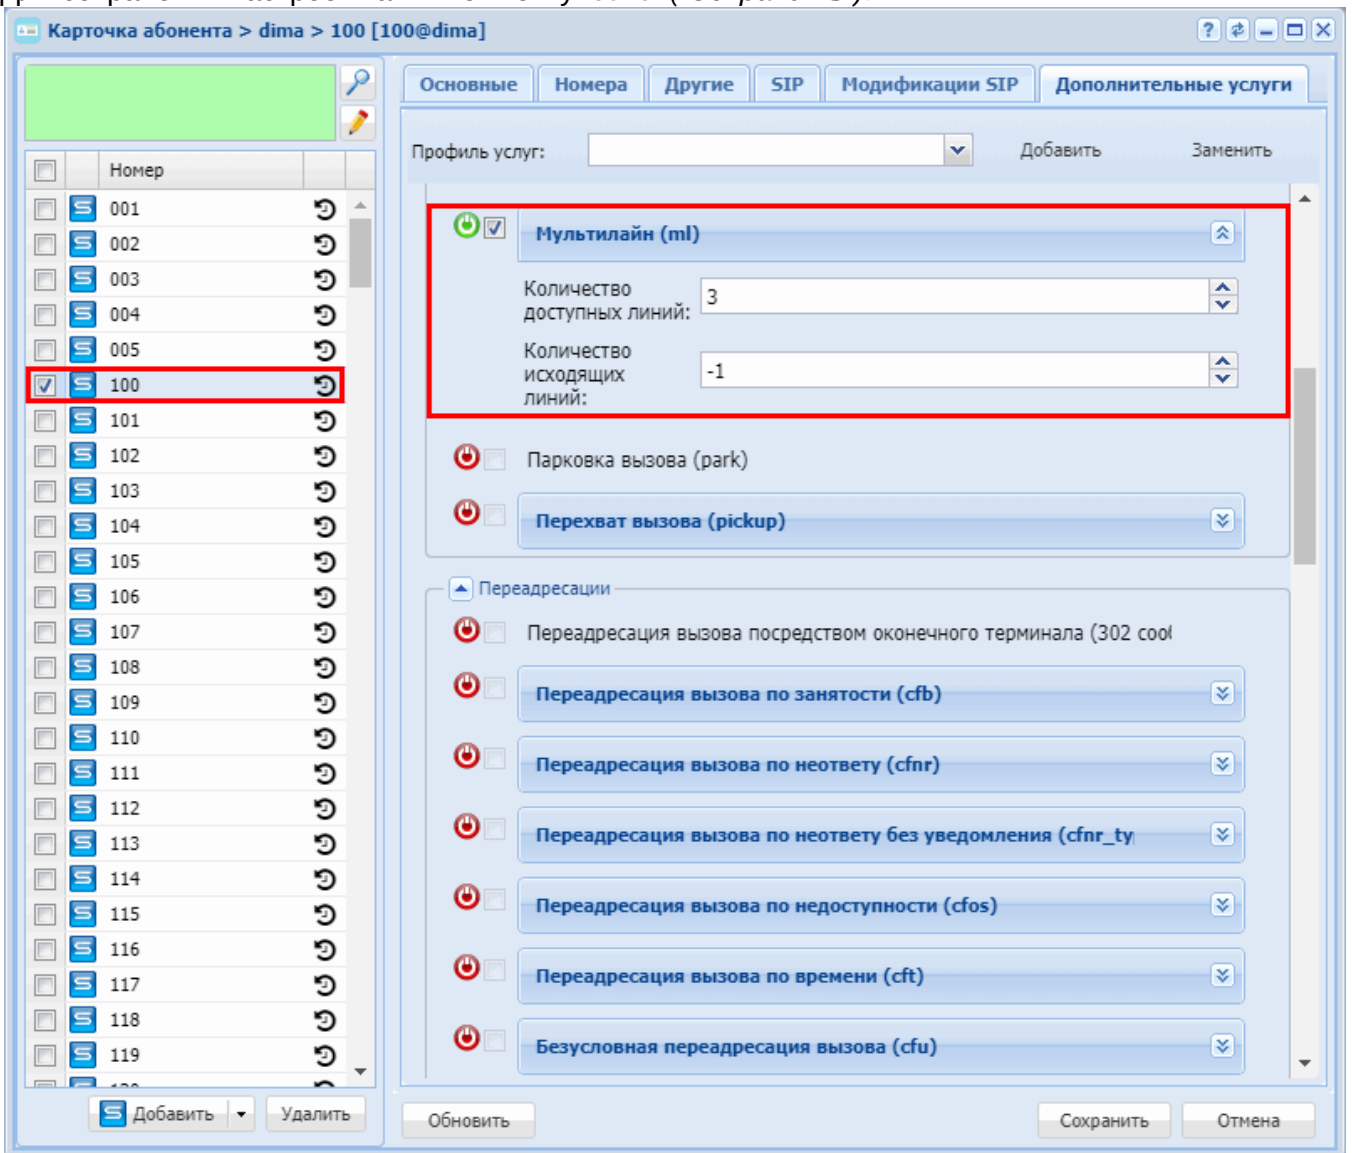 Карточка абонента > dima > 100 [100@dima]
Основные Номера Другие SIP Модификации SIP Дополнительные услуги
Профиль услуг: Добавить Заменить
Номер
001
002
003
004
005
100
101
102
103
104
105
106
107
108
109
110
111
112
113
114
115
116
117
118
119
Добавить Удалить
Мультилайн (ml)
Количество
доступных линий:
3
Количество
исходящих
линий:
-1
Парковка вызова (park)
Перехват вызова (pickup)
Переадресации
Переадресация вызова посредством оконечного терминала (302 cool
Переадресация вызова по занятости (cfb)
Переадресация вызова по неответу (cfnr)
Переадресация вызова по неответу без уведомления (cfnr_ty
Переадресация вызова по недоступности (cfos)
Переадресация вызова по времени (cft)
Безусловная переадресация вызова (cfu)
Обновить Сохранить Отмена